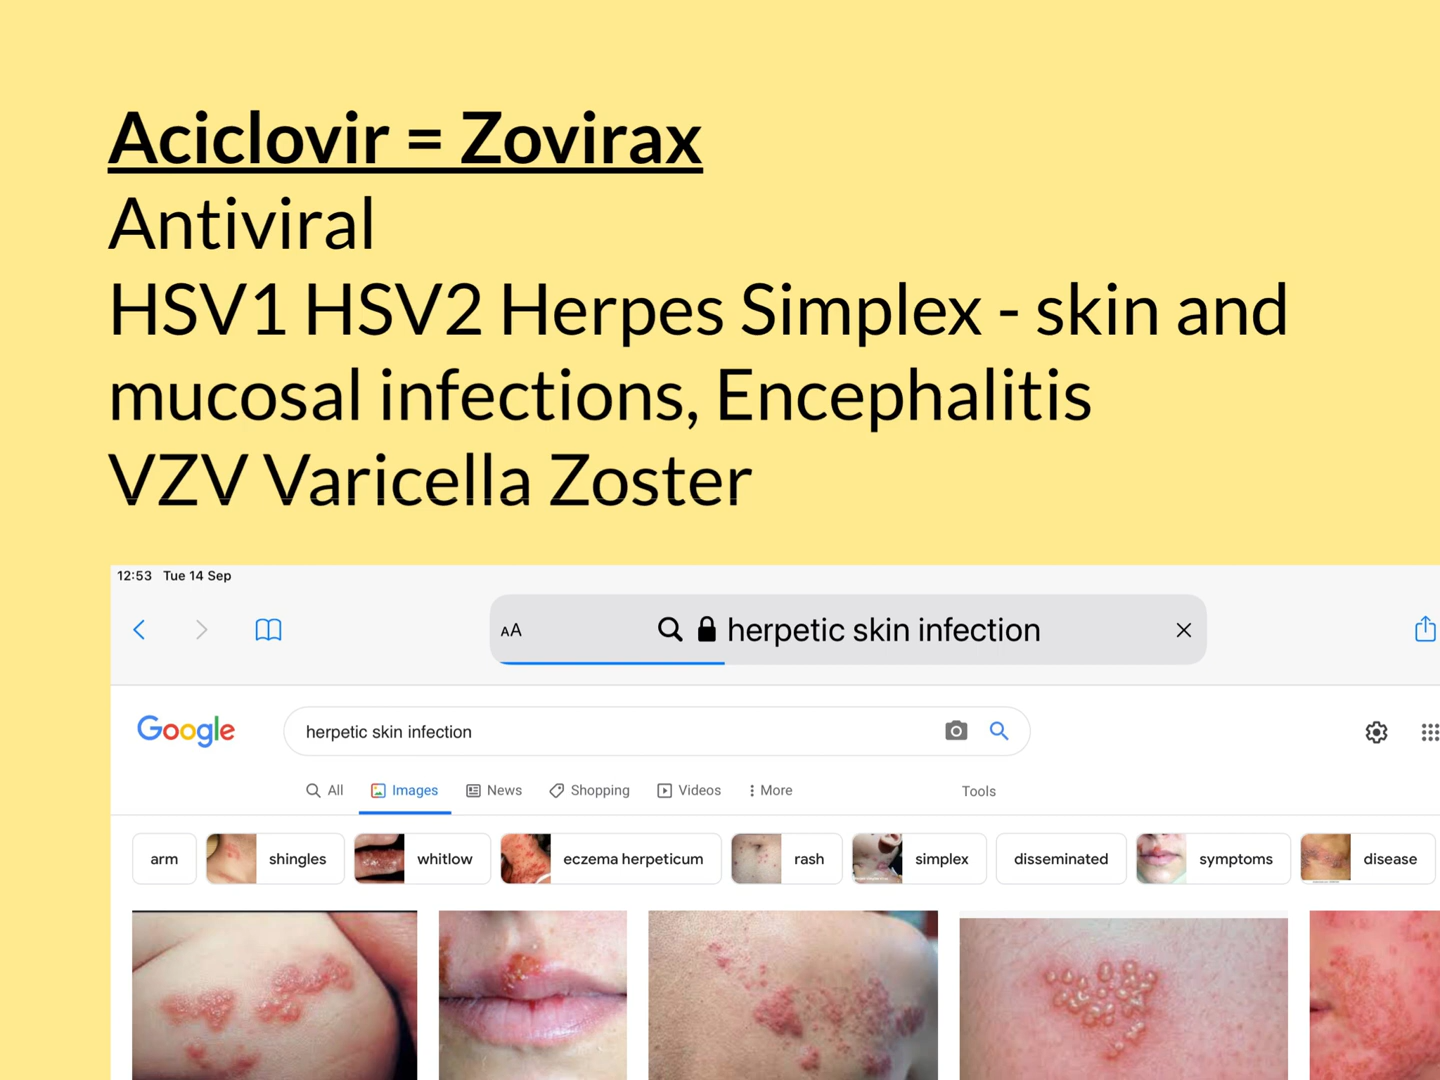 Aciclovir = Zovirax
Antiviral
HSV1 HSV2 Herpes Simplex - skin and
mucosal infections, Encephalitis
VZV Varicella Zoster
12:53 Tue 14 Sep
AA herpetic skin infection
Google herpetic skin infection
All Images News Shopping Videos More Tools
arm shingles whitlow eczema herpeticum rash simplex disseminated symptoms disease